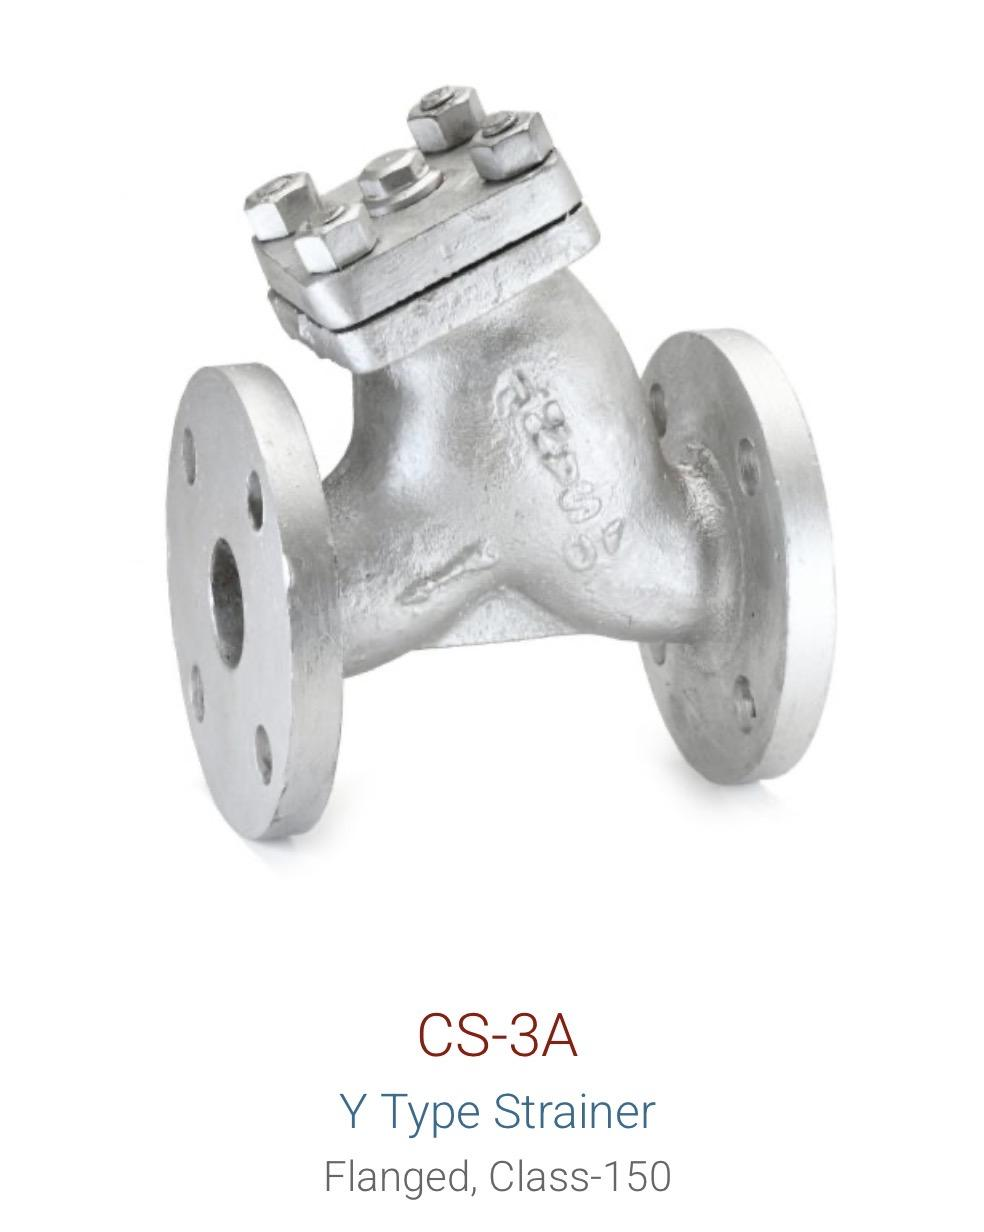 CS-3A
Y Type Strainer
Flanged, Class-150